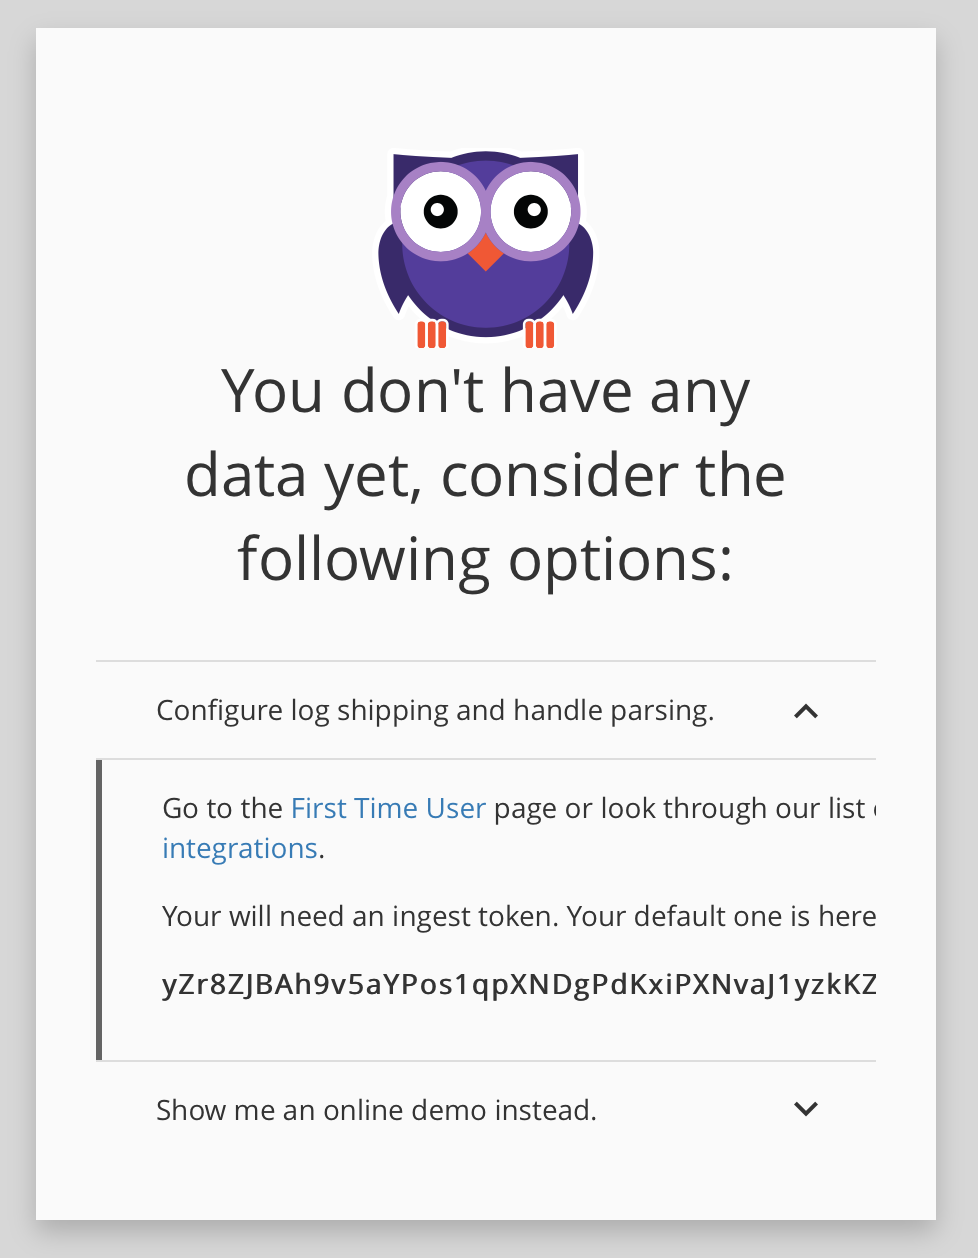 You don't have any
data yet, consider the
following options:
Configure log shipping and handle parsing.
Go to the First Time User page or look through our list
integrations.
Your will need an ingest token. Your default one is here
yZr8ZJBAh9v5aYPos1qpXNDgPdKxiPXNvaJ1yzkKZ
Show me an online demo instead.